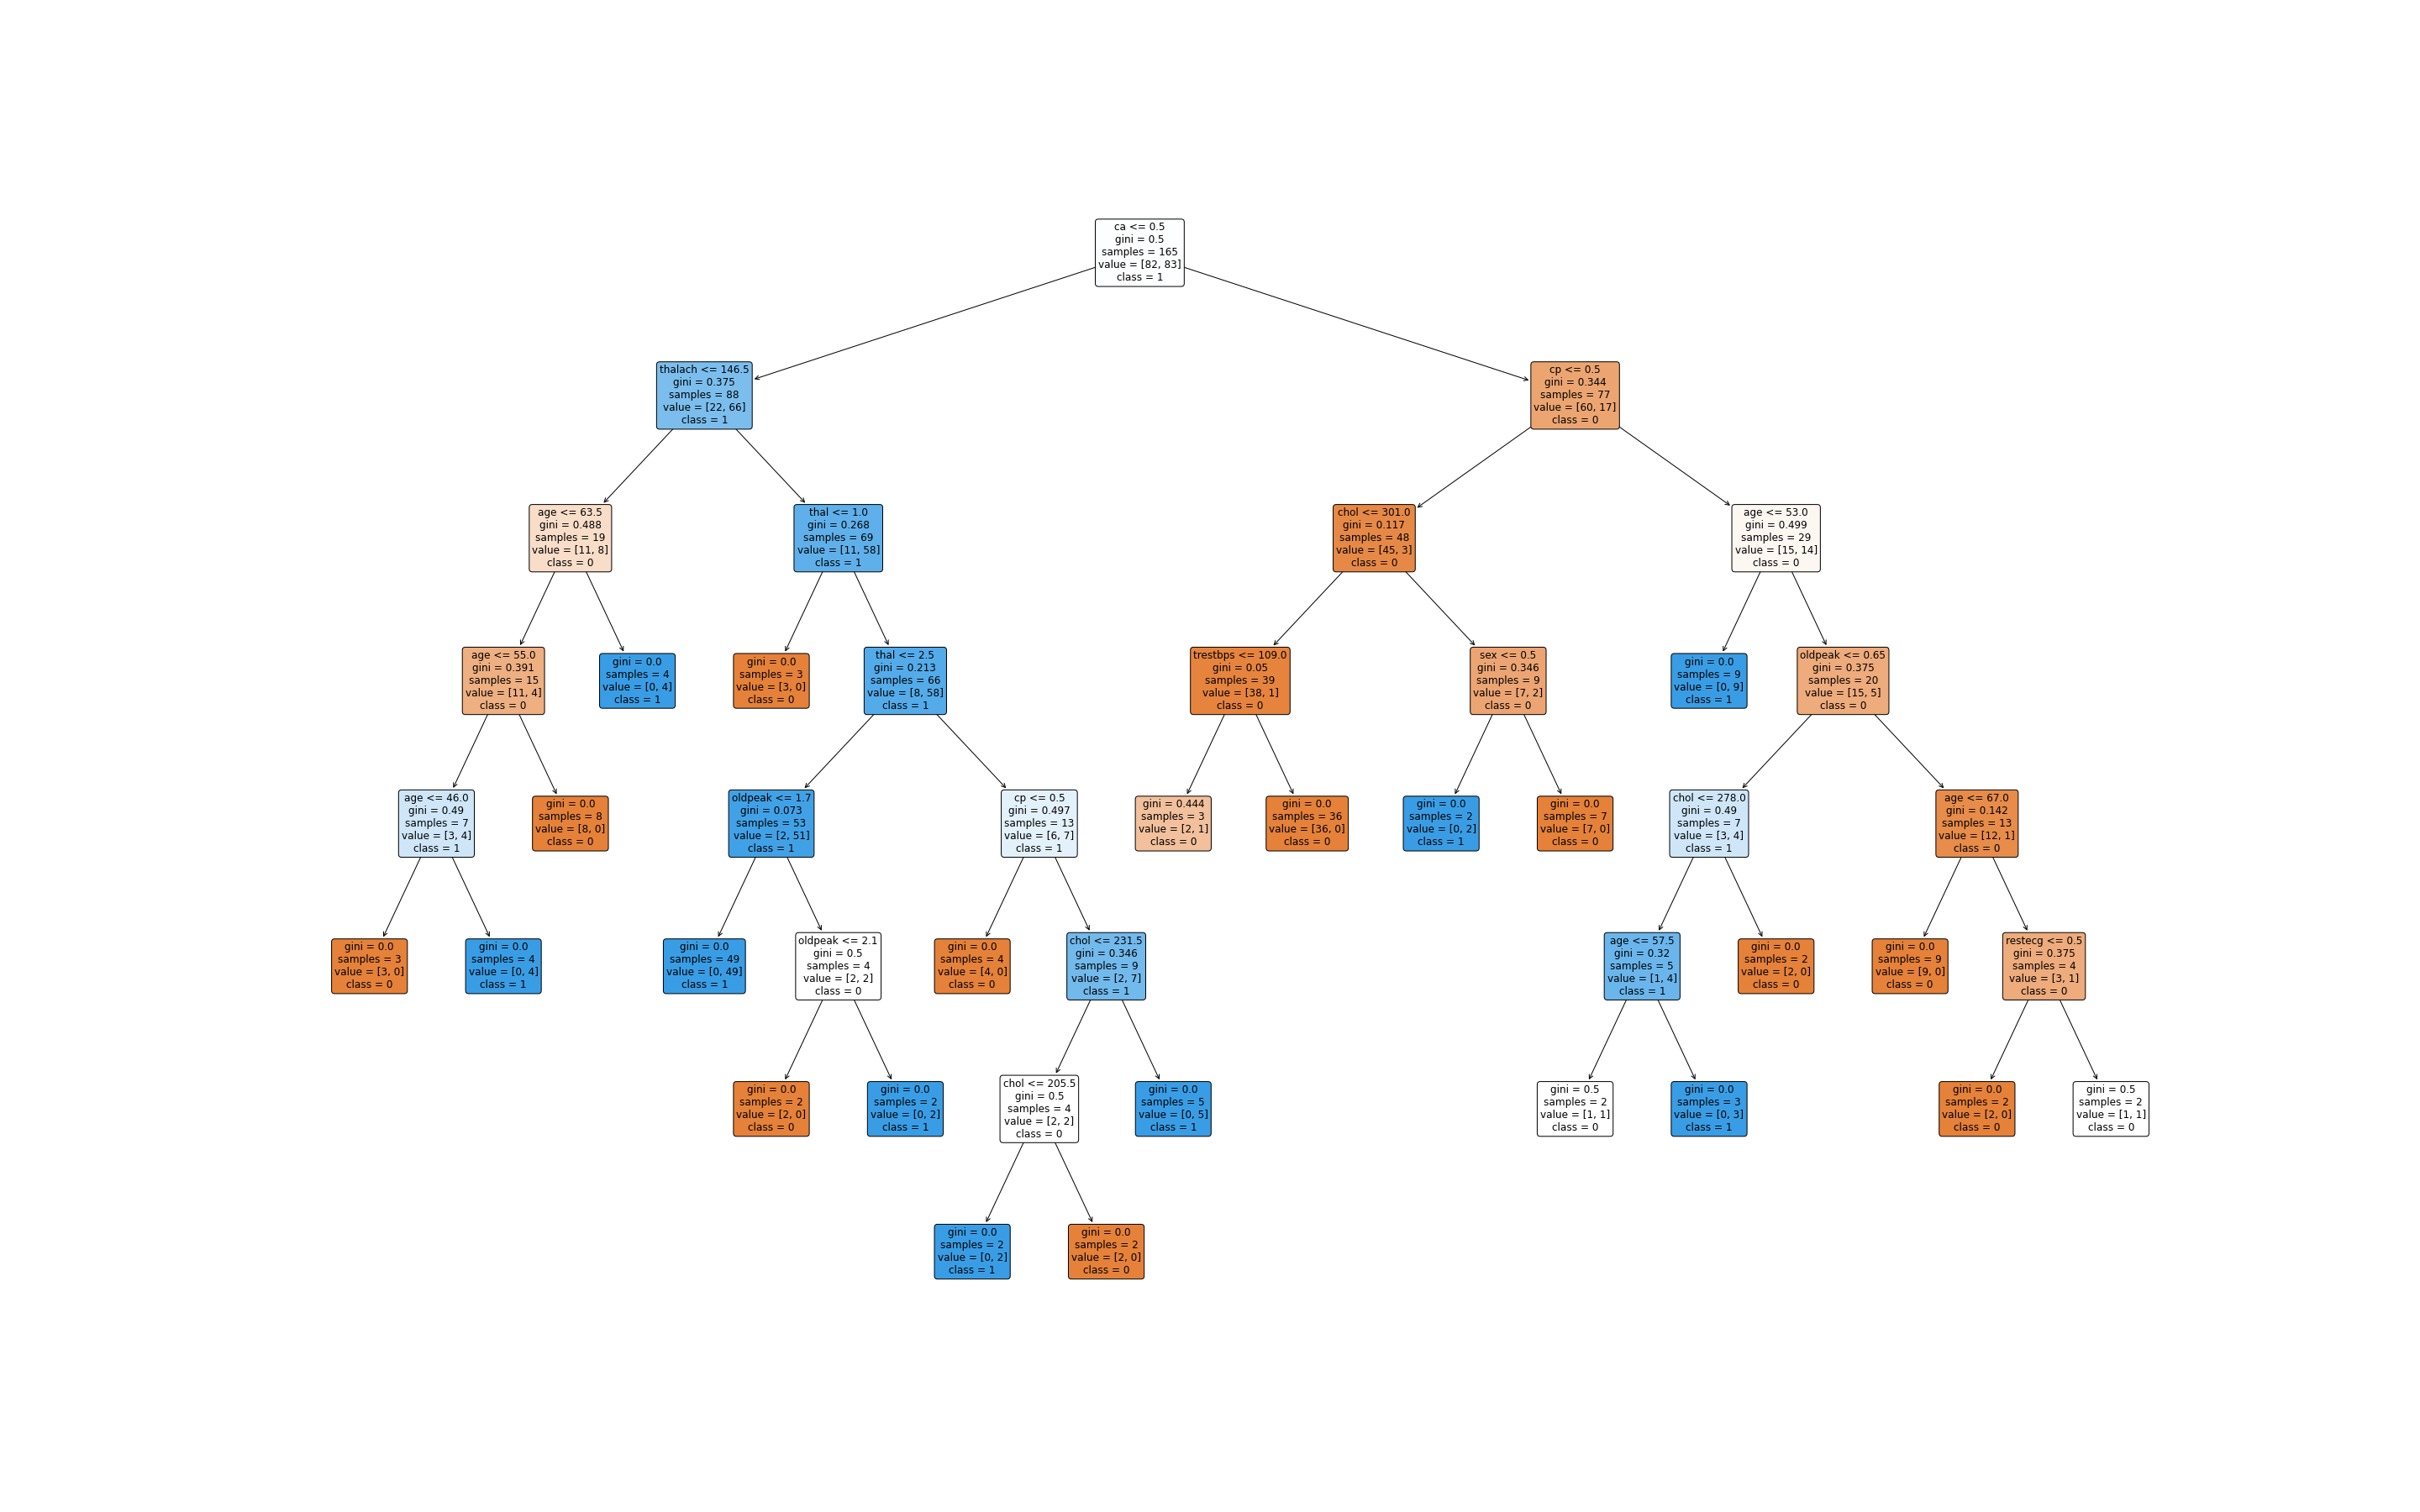 ca <= 0.5
gini = 0.5
samples = 165
value = [82, 83]
class = 1
thalach <= 146.5
gini = 0.375
samples = 88
value = [22, 66]
class = 1
cp <= 0.5
gini = 0.344
samples = 77
value = [60, 17]
class = 0
age <= 63.5
gini = 0.488
samples = 19
value = [11, 8]
class = 0
thal <= 1.0
gini = 0.268
samples = 69
value = [11, 58]
class = 1
chol <= 301.0
gini = 0.117
samples = 48
value = [45, 3]
class = 0
age <= 53.0
gini = 0.499
samples = 29
value = [15, 14]
class = 0
age <= 55.0
gini = 0.391
samples = 15
value = [11, 4]
class = 0
gini = 0.0
samples = 4
value = [0, 4]
class = 1
gini = 0.0
samples = 3
value = [3, 0]
class = 0
thal <= 2.5
gini = 0.213
samples = 66
value = [8, 58]
class = 1
trestbps <= 109.0
gini = 0.05
samples = 39
value = [38, 1]
class = 0
sex <= 0.5
gini = 0.346
samples = 9
value = [7, 2]
class = 0
gini = 0.0
samples = 9
value = [0, 9]
class = 1
oldpeak <= 0.65
gini = 0.375
samples = 20
value = [15, 5]
class = 0
age <= 46.0
gini = 0.49
samples = 7
value = [3, 4]
class = 1
gini = 0.0
samples = 8
value = [8, 0]
class = 0
oldpeak <= 1.7
gini = 0.073
samples = 53
value = [2, 51]
class = 1
cp <= 0.5
gini = 0.497
samples = 13
value = [6, 7]
class = 1
gini = 0.444
samples = 3
value = [2, 1]
class = 0
gini = 0.0
samples = 36
value = [36, 0]
class = 0
gini = 0.0
samples = 2
value = [0, 2]
class = 1
gini = 0.0
samples = 7
value = [7, 0]
class = 0
chol <= 278.0
gini = 0.49
samples = 7
value = [3, 4]
class = 1
age <= 67.0
gini = 0.142
samples = 13
value = [12, 1]
class = 0
gini = 0.0
samples = 3
value = [3, 0]
class = 0
gini = 0.0
samples = 4
value = [0, 4]
class = 1
gini = 0.0
samples = 49
value = [0, 49]
class = 1
oldpeak <= 2.1
gini = 0.5
samples = 4
value = [2, 2]
class = 0
gini = 0.0
samples = 4
value = [4, 0]
class = 0
chol <= 231.5
gini = 0.346
samples = 9
value = [2, 7]
class = 1
age <= 57.5
gini = 0.32
samples = 5
value = [1, 4]
class = 1
gini = 0.0
samples = 2
value = [2, 0]
class = 0
gini = 0.0
samples = 9
value = [9, 0]
class = 0
restecg <= 0.5
gini = 0.375
samples = 4
value = [3, 1]
class = 0
gini = 0.0
samples = 2
value = [2, 0]
class = 0
gini = 0.0
samples = 2
value = [0, 2]
class = 1
chol <= 205.5
gini = 0.5
samples = 4
value = [2, 2]
class = 0
gini = 0.0
samples = 5
value = [0, 5]
class = 1
gini = 0.5
samples = 2
value = [1, 1]
class = 0
gini = 0.0
samples = 3
value = [0, 3]
class = 1
gini = 0.0
samples = 2
value = [2, 0]
class = 0
gini = 0.5
samples = 2
value = [1, 1]
class = 0
gini = 0.0
samples = 2
value = [0, 2]
class = 1
gini = 0.0
samples = 2
value = [2, 0]
class = 0